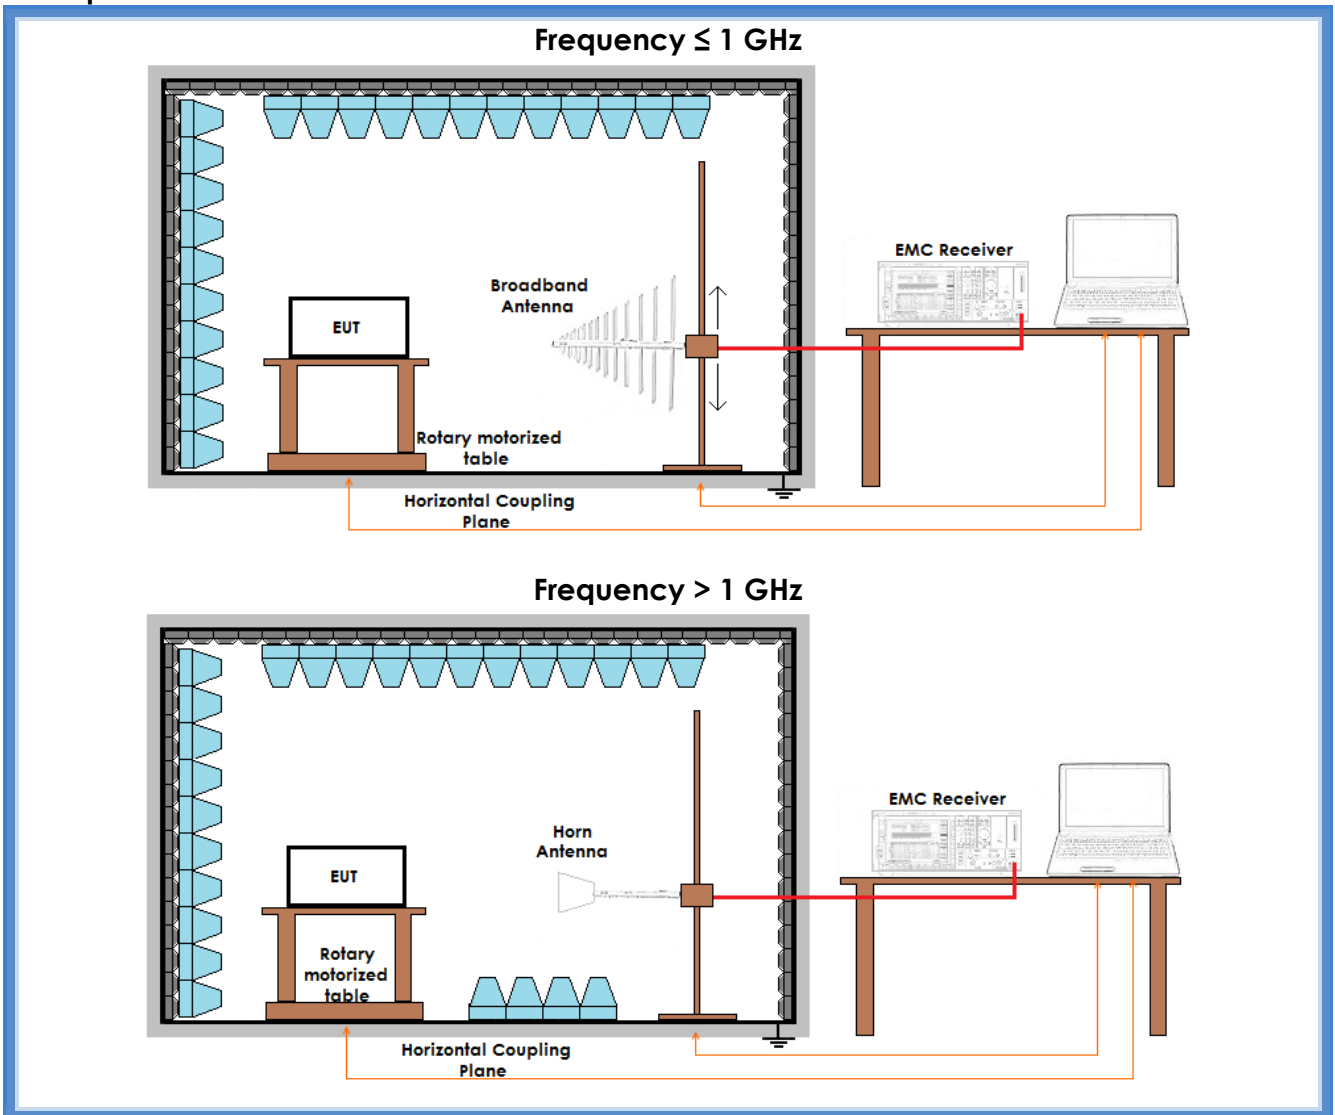 Frequency ≤ 1 GHz
EMC Receiver
Broadband
Antenna
EUT
Rotary motorized
table
Horizontal Coupling
Plane
Frequency > 1 GHz
EMC Receiver
Horn
Antenna
EUT
Rotary
motorized
table
Horizontal Coupling
Plane